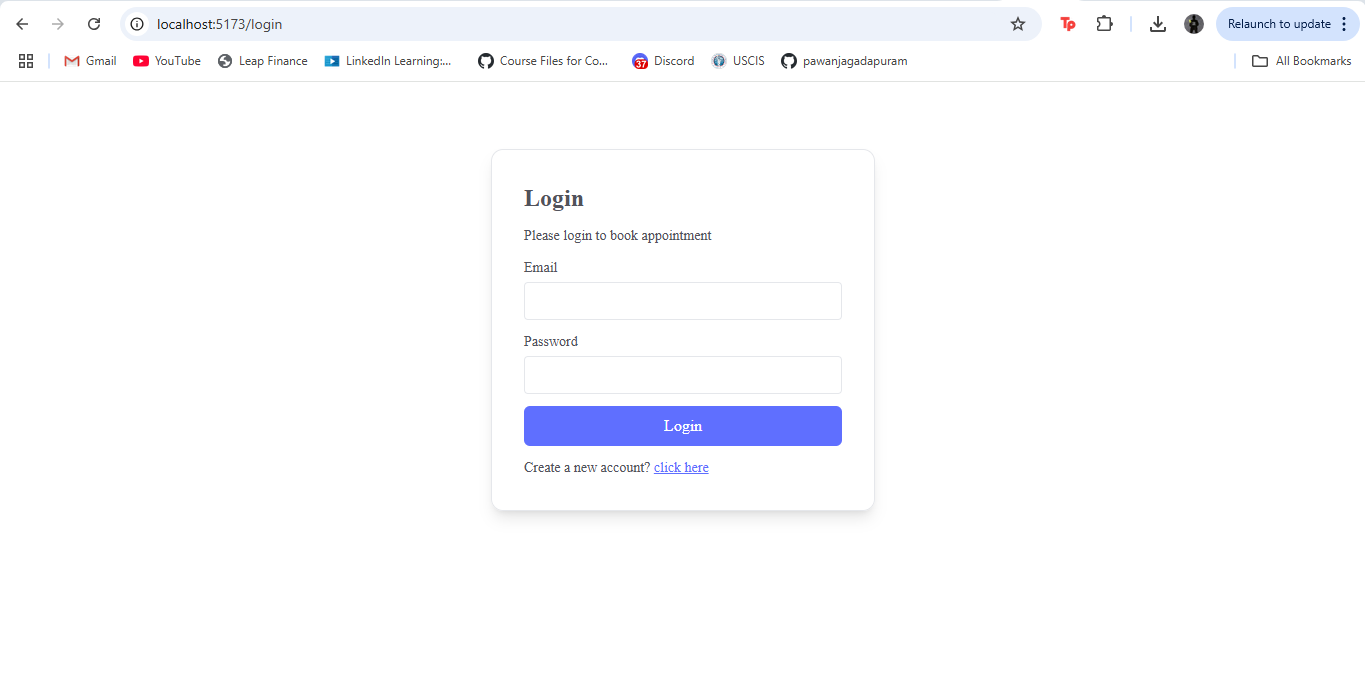 localhost:5173/login
Tp
Relaunch to update
Gmail YouTube Leap Finance LinkedIn Learning:... Course Files for Co... 37 Discord USCIS pawanjagadapuram All Bookmarks
Login
Please login to book appointment
Email
Password
Login
Create a new account? click here